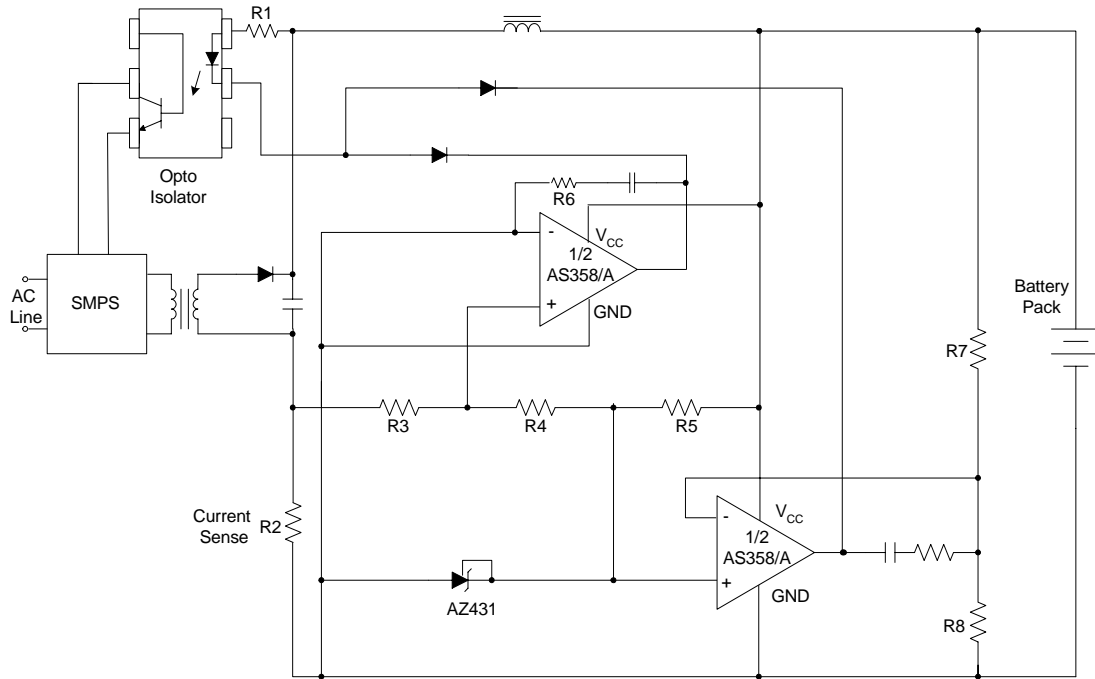 R1
Opto
Isolator
R6
VCC
-
1/2
AS358/A
+
GND
AC
Line
SMPS
Battery
Pack
R7
R3
R4
R5
Current
Sense
R2
VCC
-
1/2
AS358/A
+
GND
AZ431
R8